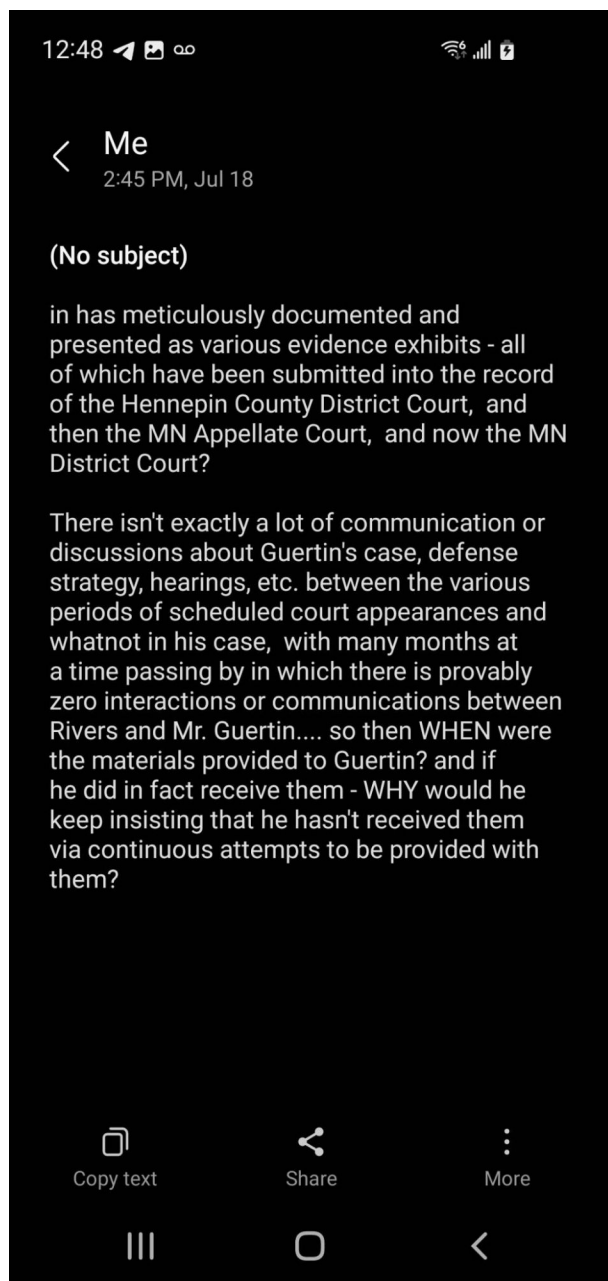 12:48
Me
2:45 PM, Jul 18
(No subject)
in has meticulously documented and
presented as various evidence exhibits - all
of which have been submitted into the record
of the Hennepin County District Court,  and
then the MN Appellate Court,  and now the MN
District Court?
There isn't exactly a lot of communication or
discussions about Guertin's case, defense
strategy, hearings, etc. between the various
periods of scheduled court appearances and
whatnot in his case,  with many months at
a time passing by in which there is provably
zero interactions or communications between
Rivers and Mr. Guertin.... so then WHEN were
the materials provided to Guertin? and if
he did in fact receive them - WHY would he
keep insisting that he hasn't received them
via continuous attempts to be provided with
them?
Copy text
Share
More